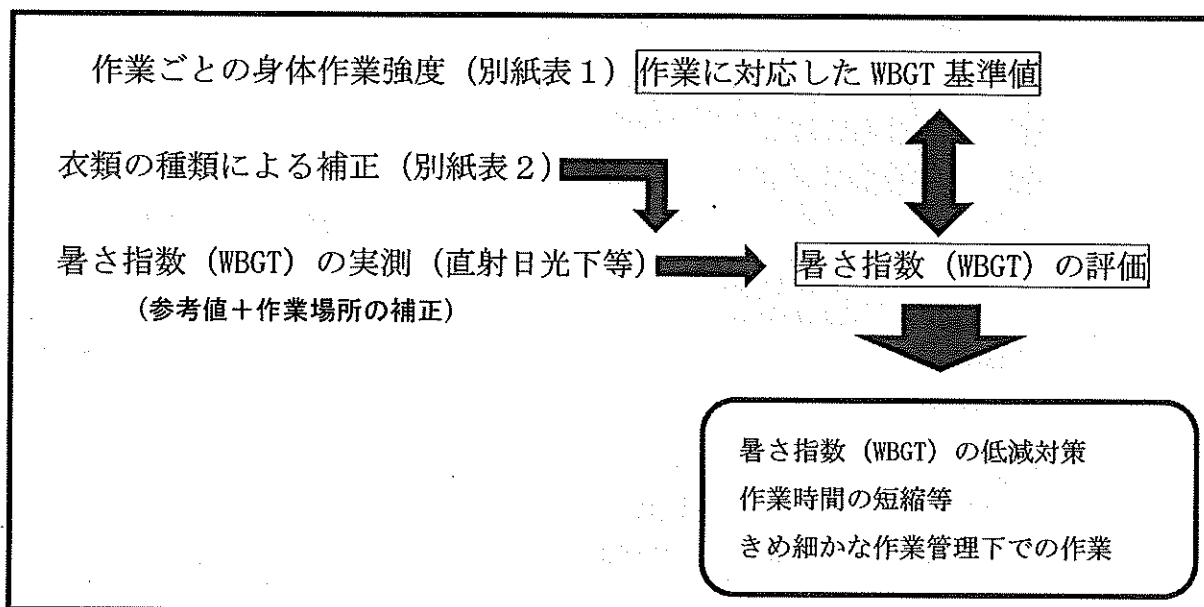 作業ごとの身体作業強度（別紙表１）作業に対応した WBGT 基準値
衣類の種類による補正（別紙表２）
暑さ指数（WBGT）の実測（直射日光下等）
暑さ指数（WBGT）の評価
（参考値＋作業場所の補正）
暑さ指数（WBGT）の低減対策
作業時間の短縮等
きめ細かな作業管理下での作業